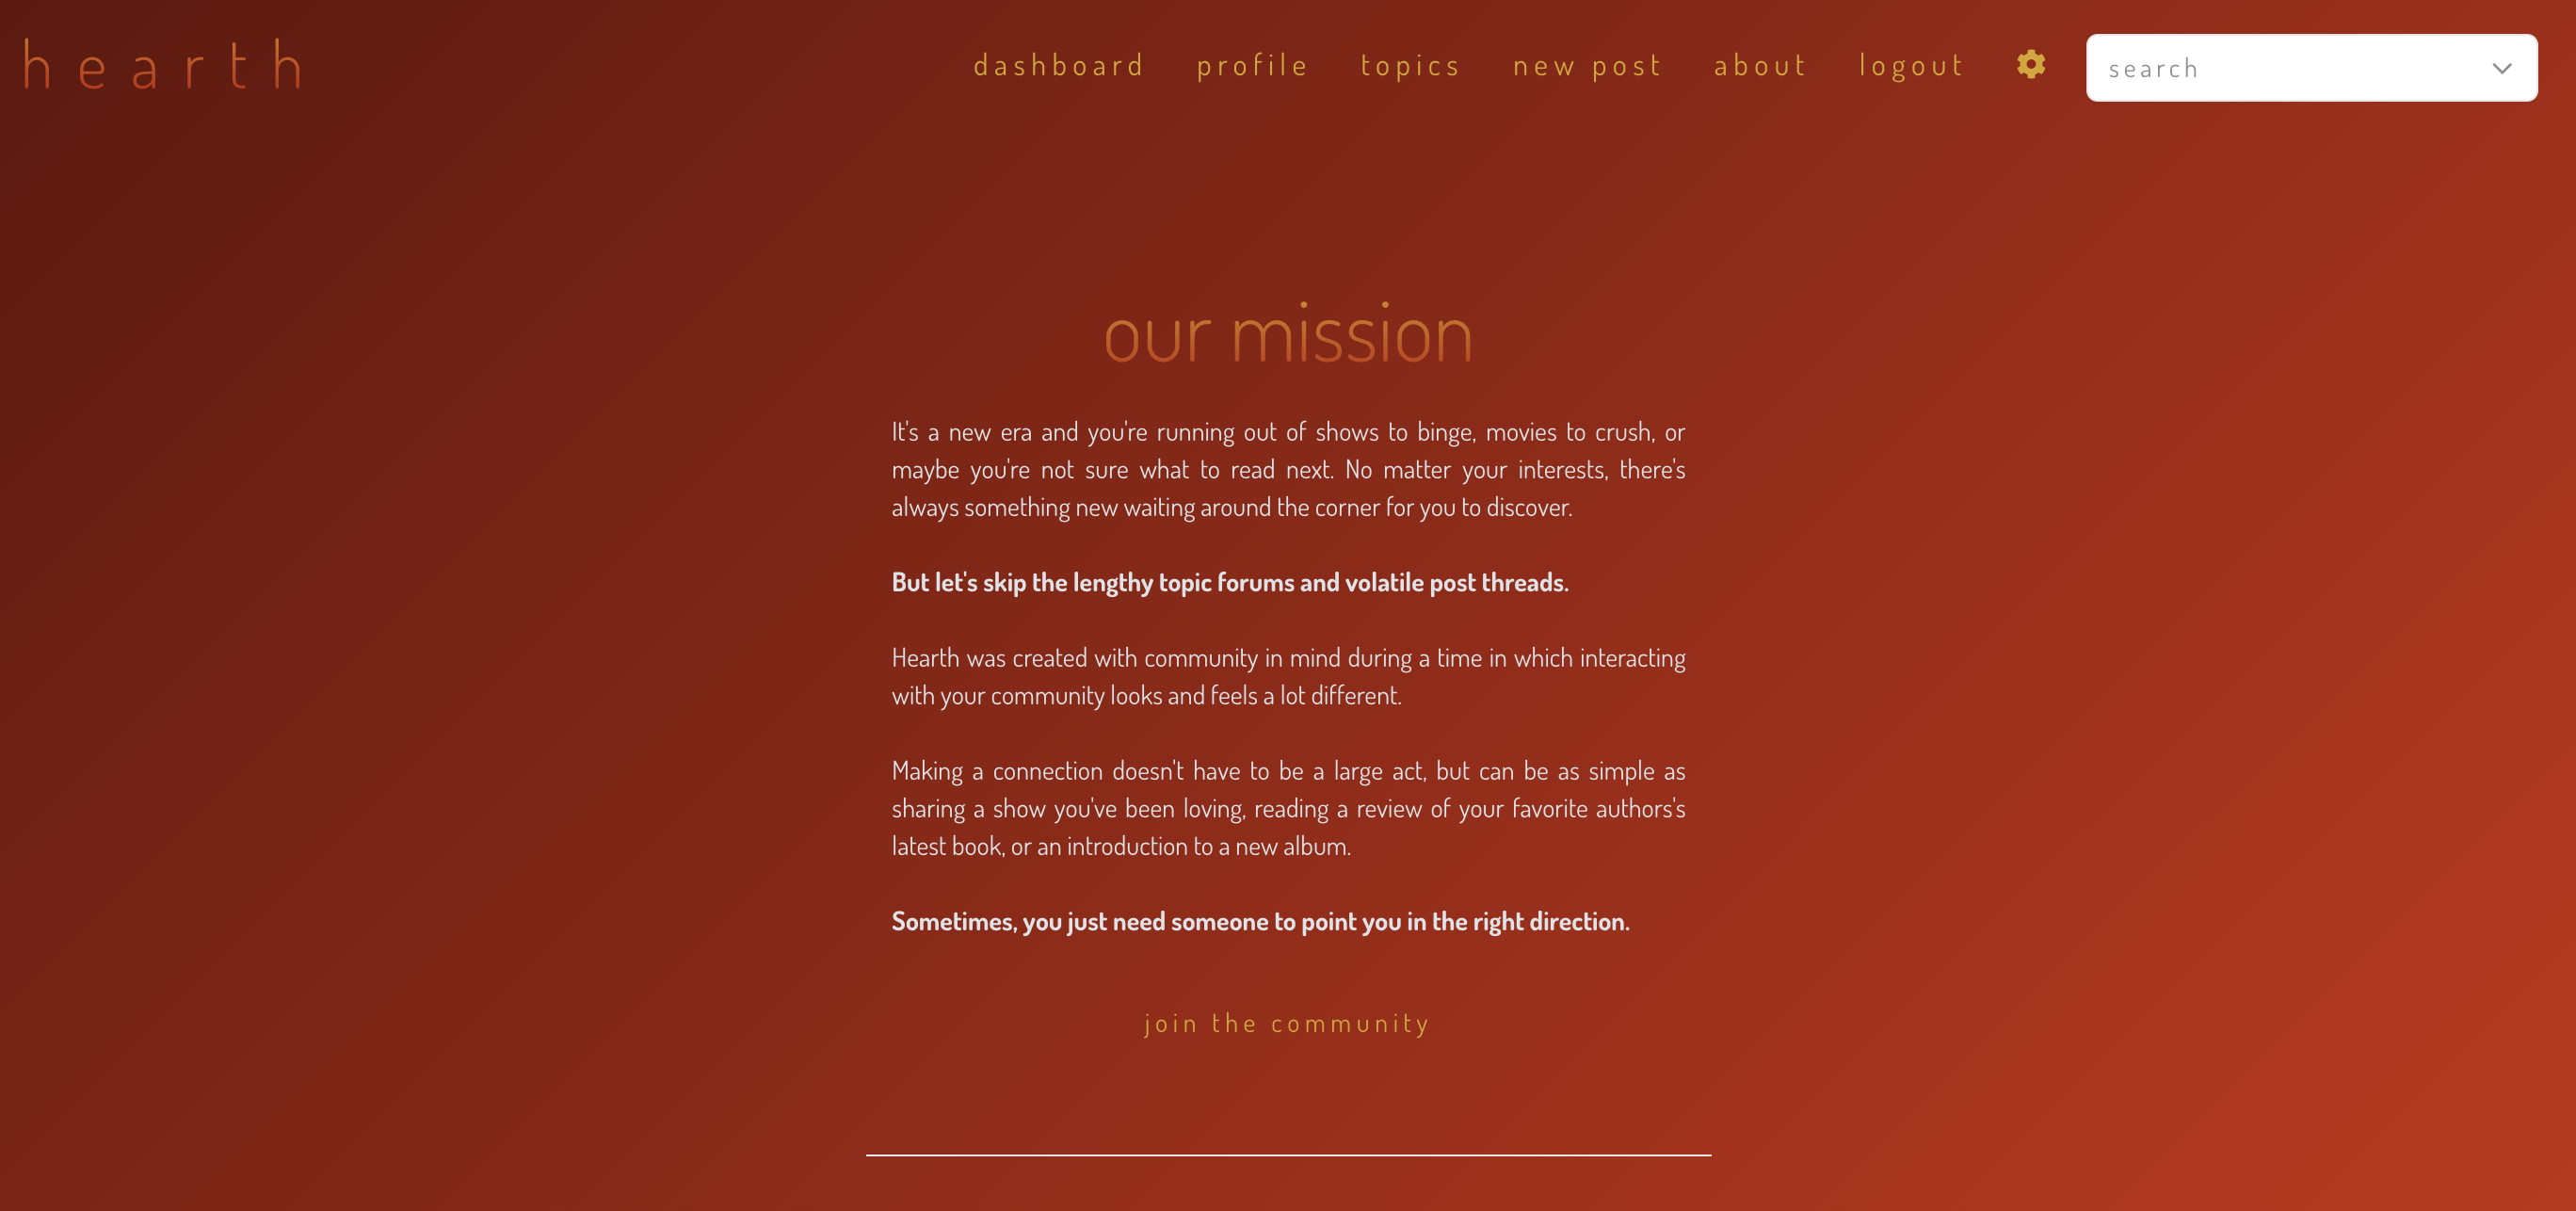 hearth
dashboard profile topics new post about logout search
our mission
It's a new era and you're running out of shows to binge, movies to crush, or
maybe you're not sure what to read next. No matter your interests, there's
always something new waiting around the corner for you to discover.
But let's skip the lengthy topic forums and volatile post threads.
Hearth was created with community in mind during a time in which interacting
with your community looks and feels a lot different.
Making a connection doesn't have to be a large act, but can be as simple as
sharing a show you've been loving, reading a review of your favorite authors's
latest book, or an introduction to a new album.
Sometimes, you just need someone to point you in the right direction.
join the community